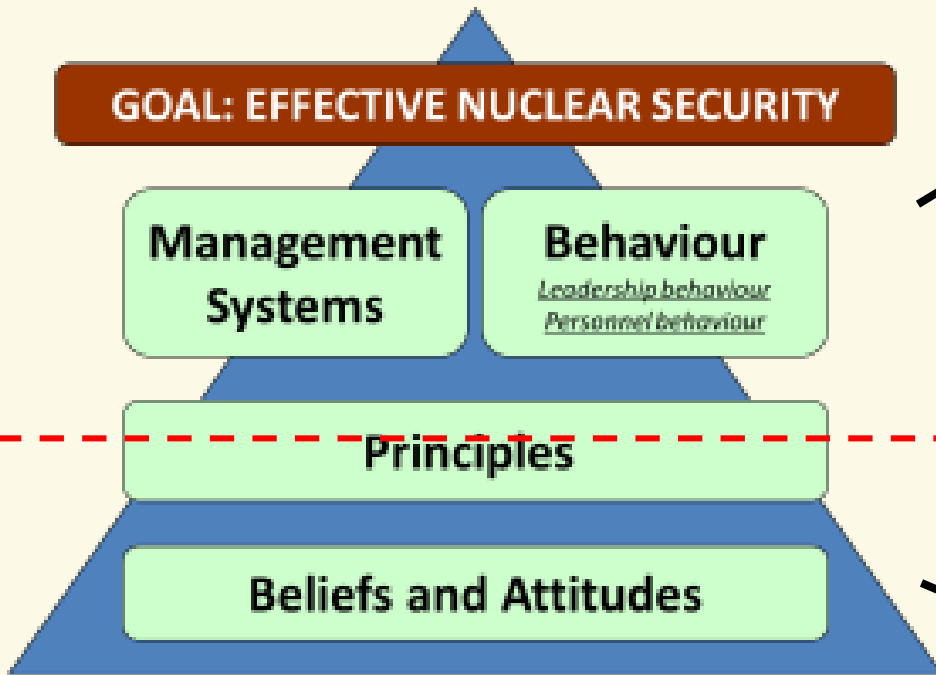 GOAL: EFFECTIVE NUCLEAR SECURITY
Management
Systems
Behaviour
Leadership behaviour
Personnel behaviour
Principles
Beliefs and Attitudes